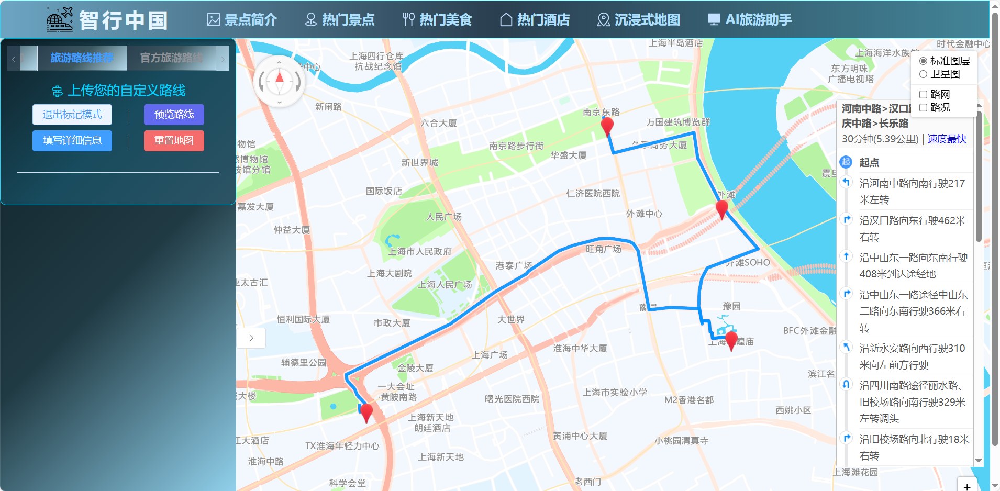 智行中国
景点简介
热门景点
热门美食
热门酒店
沉浸式地图
AI旅游助手
旅游路线推荐
官方旅游路线
上传您的自定义路线
退出标记模式
预览路线
填写详细信息
重置地图
上海半岛酒店
时代金融中心
上海四行仓库
抗战纪念馆
上海海洋水族馆
东方明珠
广播电视塔
新闸路
南京东路
六合大厦
万国建筑博览群
物馆
南京路步行街
华盛大厦
然博物馆
技馆分馆
新世界城
国际饭店
仁济医院西院
外滩
嘉发大厦
人民广场
外滩中心
仲益大厦
上海市人民政府
旺角广场
港泰广场
外滩SOHO
上海大剧院
业太古汇
上海人民广场
豫园
恒利国际大厦
市政大厦
大世界
BFC外滩金融
淮海中华大厦
上海广场
辅德里公园
金陵大厦
滨江名
一大会址
·黄陂南路
上海市实验小学
曙光医院西院
M2香港名都
大楼
西姚小区
上海新天地
朗廷酒店
黄浦中心大厦
小桃园清真寺
江大酒店
TX淮海年轻力中心
上海新天地
淮海中路
科学会堂
老西门
上海滩花园
标准图层
卫星图
路网
路况
河南中路>汉口
庆中路>长乐路
30分钟(5.39公里) | 速度最快
起
起点
沿河南中路向南行驶217
米左转
沿汉口路向东行驶462米
右转
沿中山东一路向东南行驶
408米到达途经地
沿中山东一路途径中山东
二路向东南行驶366米右
转
沿新永安路向西行驶310
米向左前方行驶
沿四川南路途径丽水路、
旧校场路向南行驶329米
左转调头
沿旧校场路向北行驶18米
右转
+